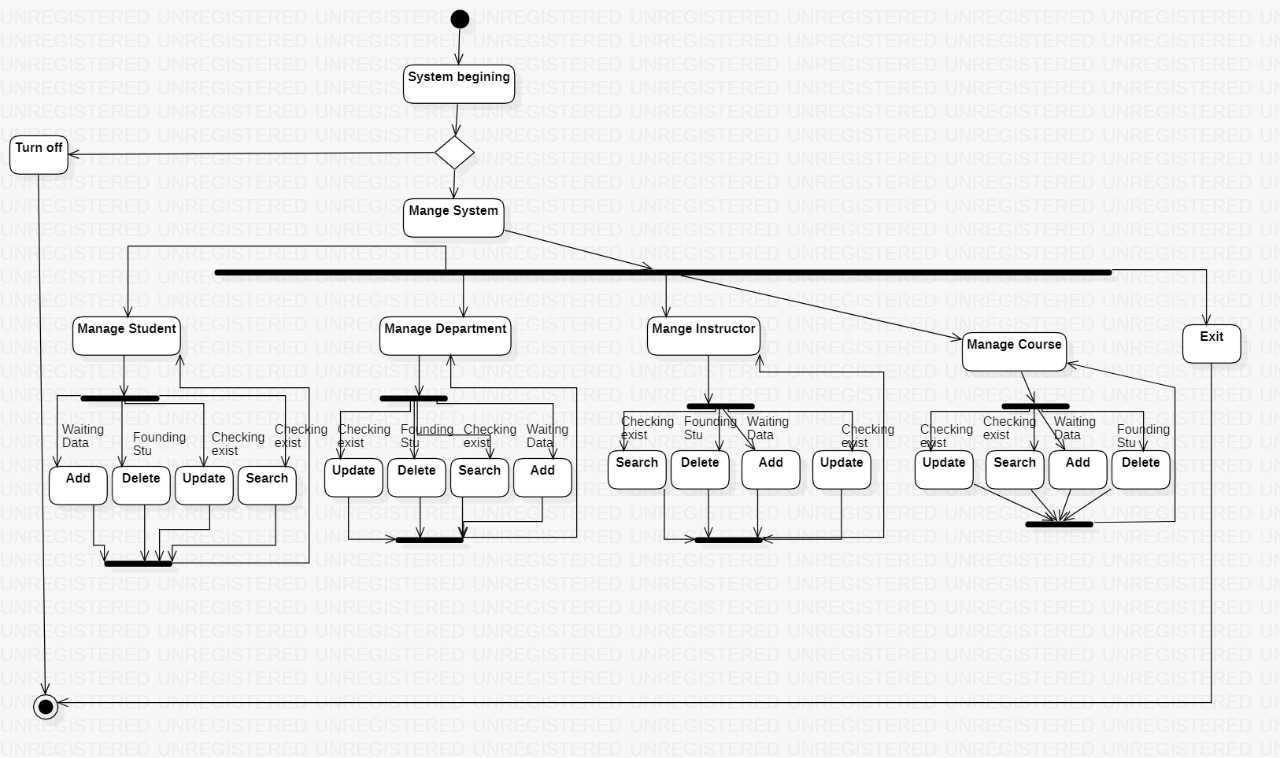 System begining
Turn off
Mange System
Manage Student
Manage Department
Mange Instructor
Manage Course
Exit
Waiting
Data
Founding
Stu
Checking
exist
Checking
exist
Checking
exist
Founding
Stu
Checking
exist
Waiting
Data
Checking
exist
Founding
Stu
Waiting
Data
Checking
exist
Checking
exist
Checking
exist
Waiting
Data
Founding
Stu
Add
Delete
Update
Search
Update
Delete
Search
Add
Search
Delete
Add
Update
Update
Search
Add
Delete
UNREGISTERED